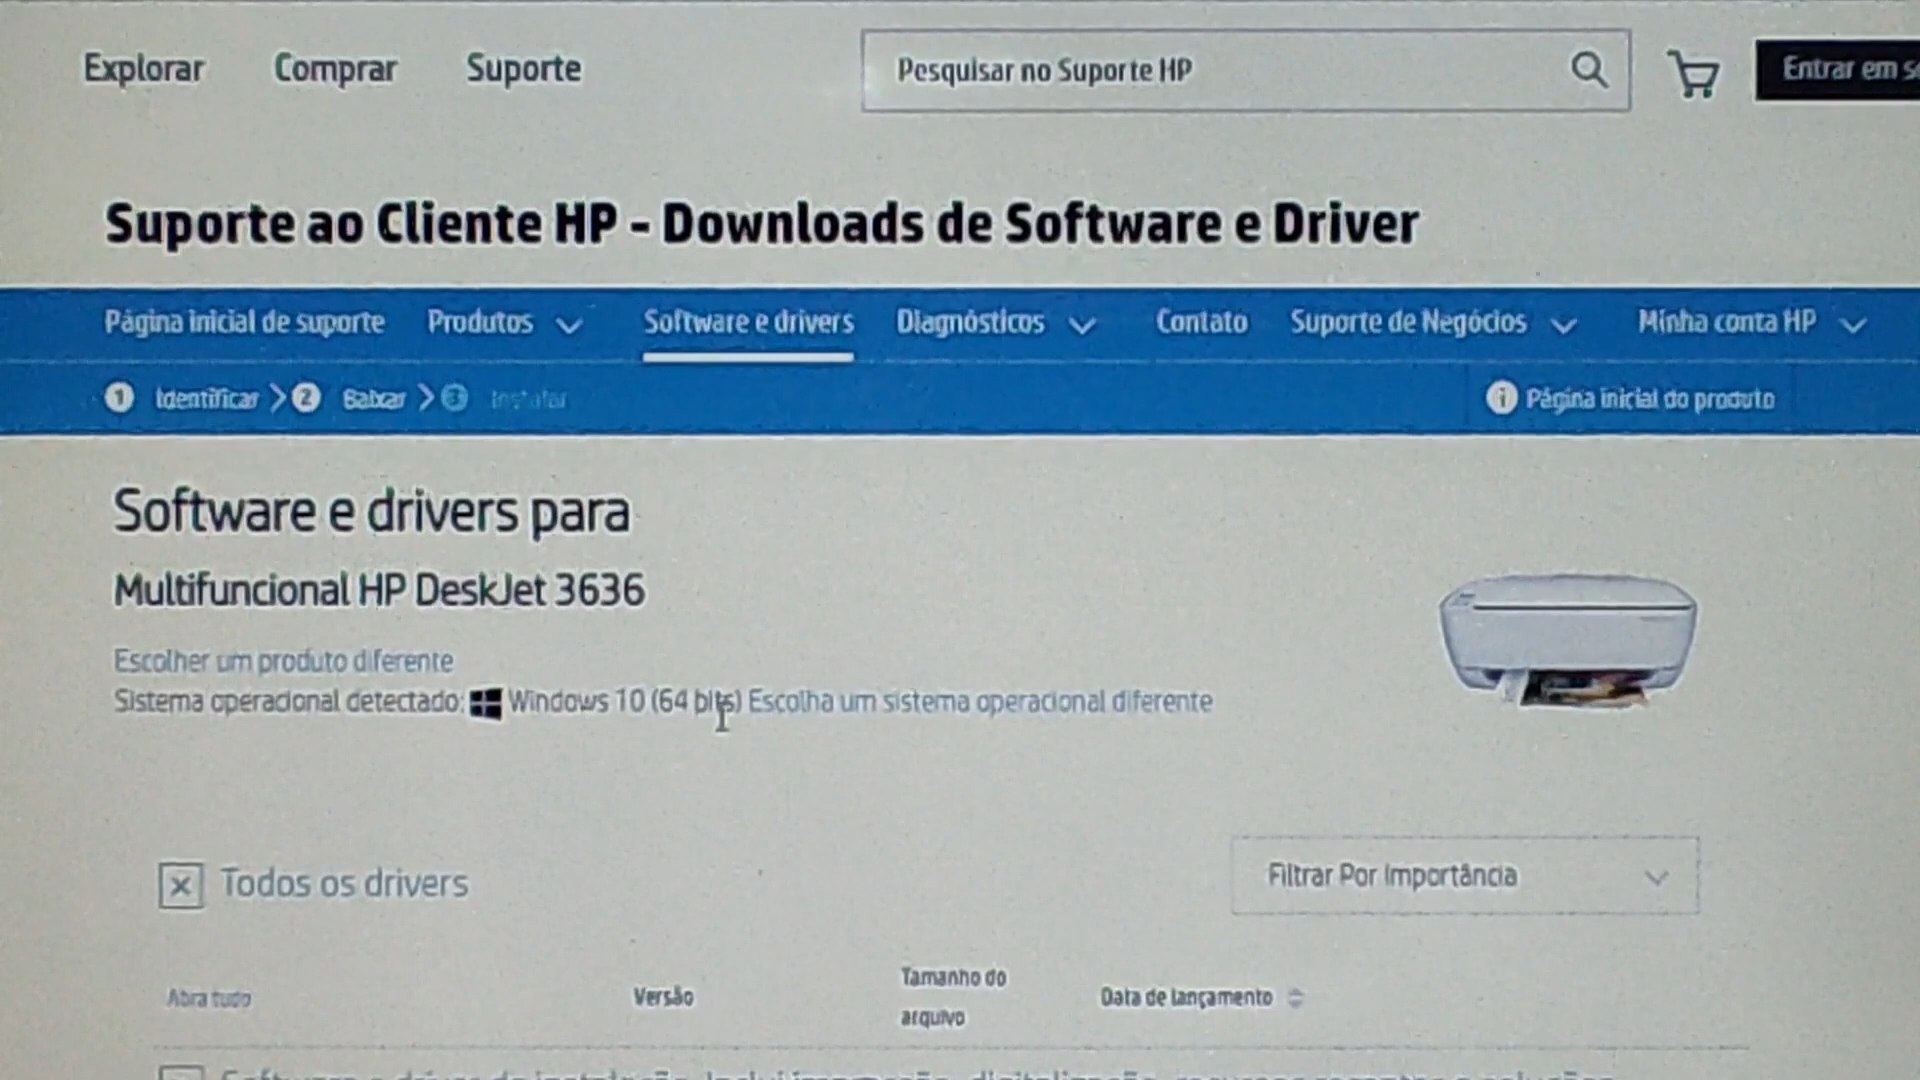 Explorar Comprar Suporte Pesquisar no Suporte HP Entrar em
Suporte ao Cliente HP - Downloads de Software e Driver
Página inicial de suporte Produtos Software e drivers Diagnósticos Contato Suporte de Negócios Minha conta HP
1 Identificar 2 Baixar 3 Instalar i Página inicial do produto
Software e drivers para
Multifuncional HP DeskJet 3636
Escolher um produto diferente
Sistema operacional detectado: Windows 10 (64 bits) Escolha um sistema operacional diferente
Todos os drivers Filtrar Por Importância
Abra tudo Versão Tamanho do arquivo Data de lançamento